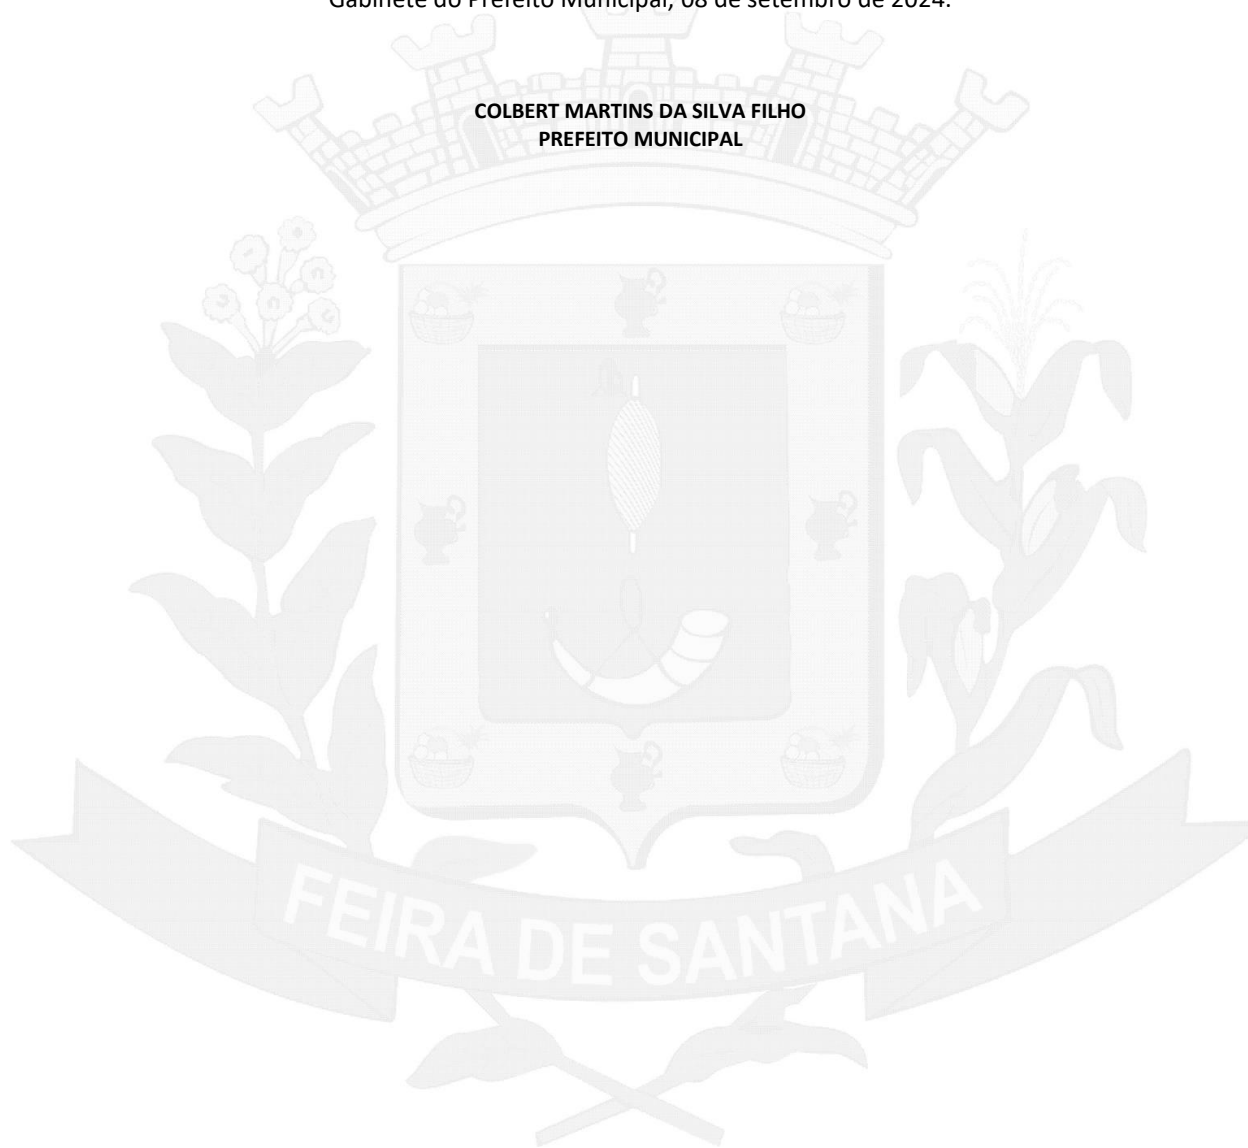 Gabinete do Prefeito Municipal, 08 de setembro de 2024.
COLBERT MARTINS DA SILVA FILHO
PREFEITO MUNICIPAL
FEIRA DE SANTANA